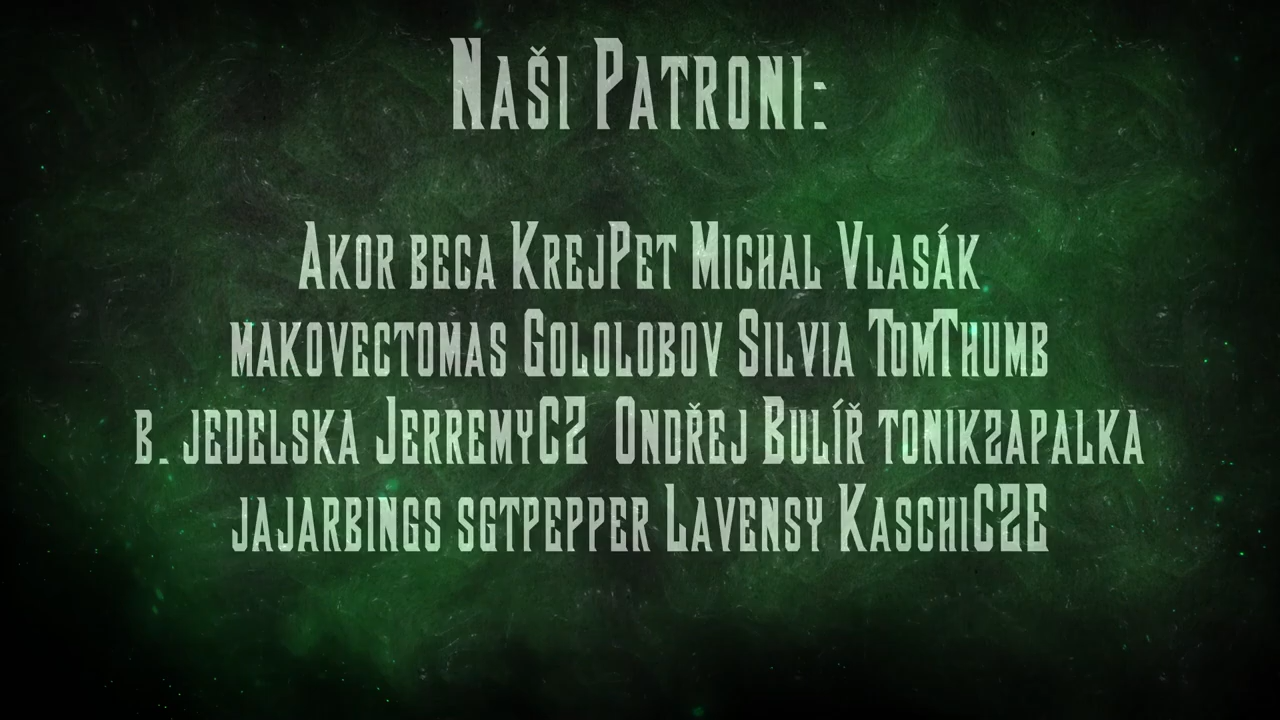 Naši Patroni:
Akor beca KrejPet Michal Vlasák
makovectomas Gololobov Silvia TomThumb
b. jedelska JerremyCZ Ondřej Bulíř tonikzapalka
jajarbings sgtpepper Lavensy KaschiCZE